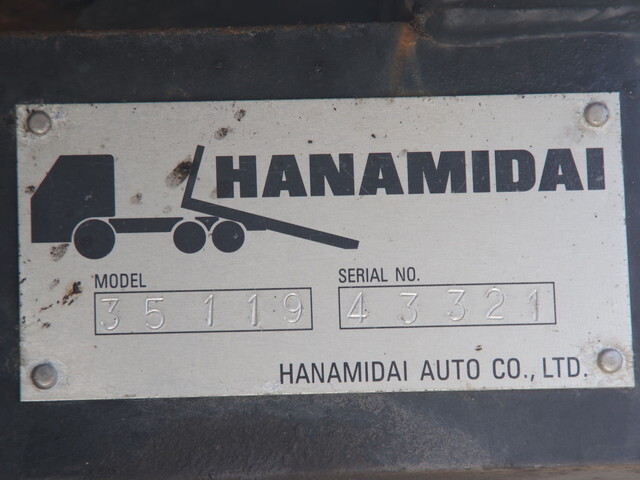 HANAMIDAI
MODEL SERIAL NO.
35119 43321
HANAMIDAI AUTO CO., LTD.